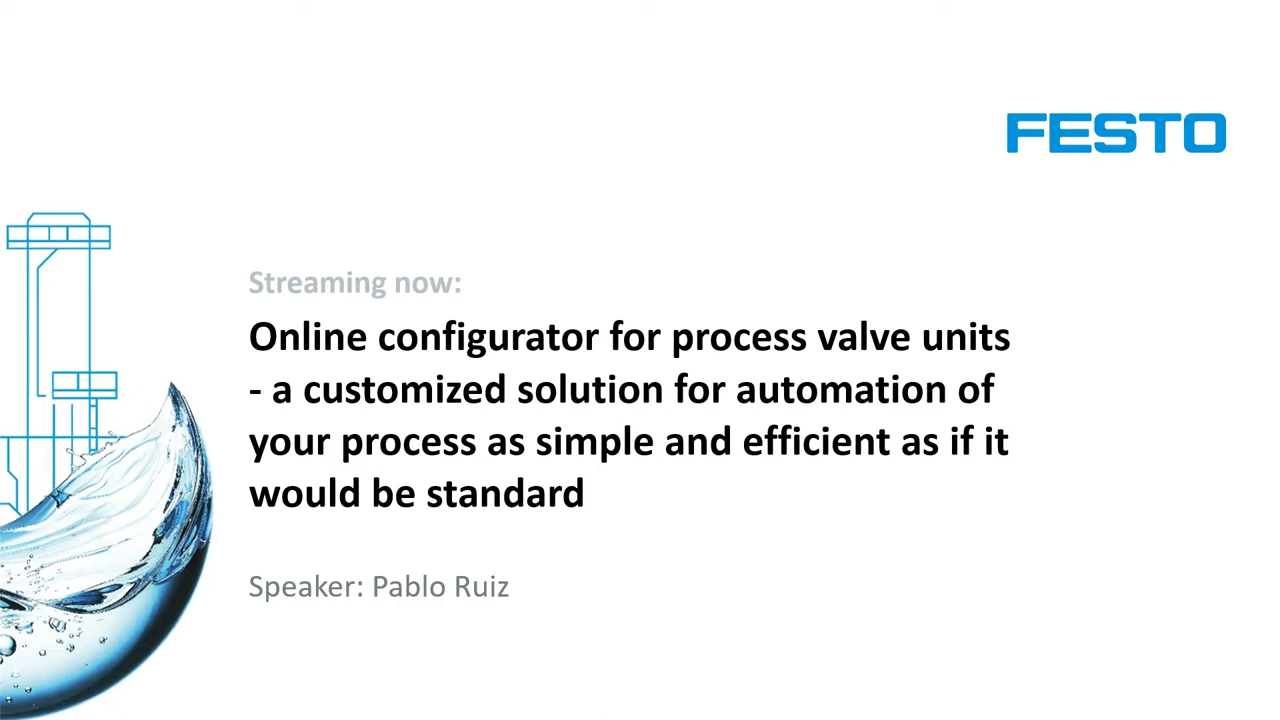 FESTO
Streaming now:
Online configurator for process valve units
- a customized solution for automation of
your process as simple and efficient as if it
would be standard
Speaker: Pablo Ruiz